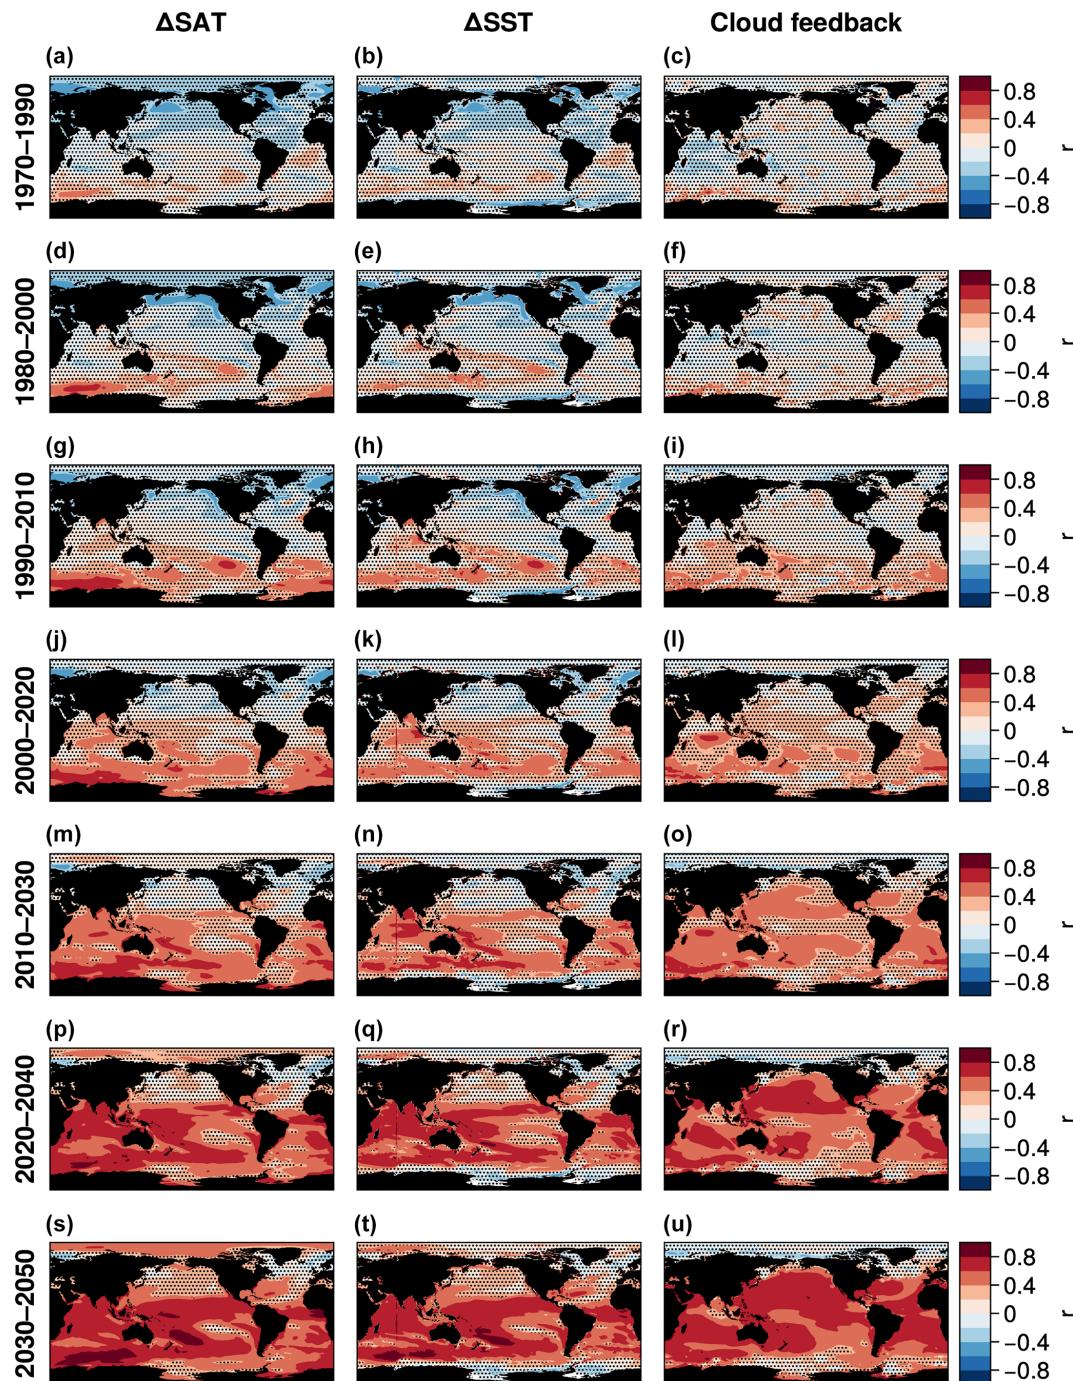 ΔSAT ΔSST Cloud feedback
(a) (b) (c)
1970–1990
0.8
0.4
0
−0.4
−0.8
r
(d) (e) (f)
1980–2000
0.8
0.4
0
−0.4
−0.8
r
(g) (h) (i)
1990–2010
0.8
0.4
0
−0.4
−0.8
r
(j) (k) (l)
2000–2020
0.8
0.4
0
−0.4
−0.8
r
(m) (n) (o)
2010–2030
0.8
0.4
0
−0.4
−0.8
r
(p) (q) (r)
2020–2040
0.8
0.4
0
−0.4
−0.8
r
(s) (t) (u)
2030–2050
0.8
0.4
0
−0.4
−0.8
r